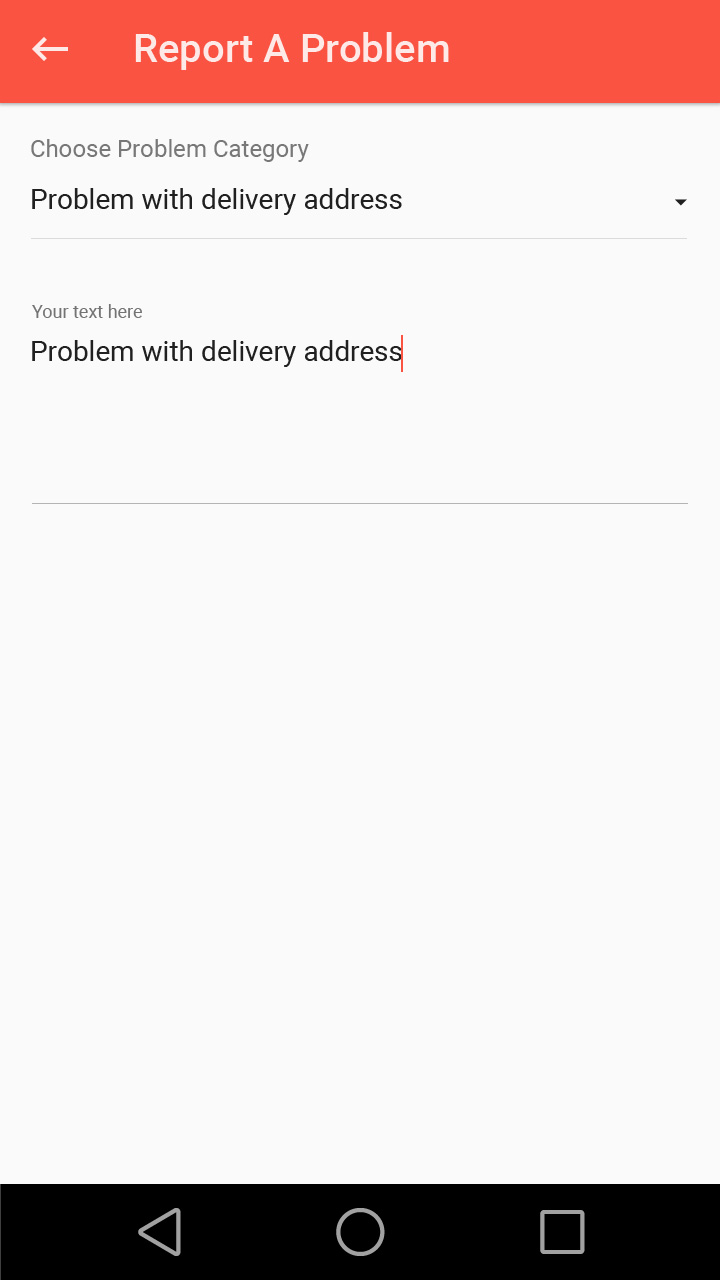 Report A Problem
Choose Problem Category
Problem with delivery address
Your text here
Problem with delivery address